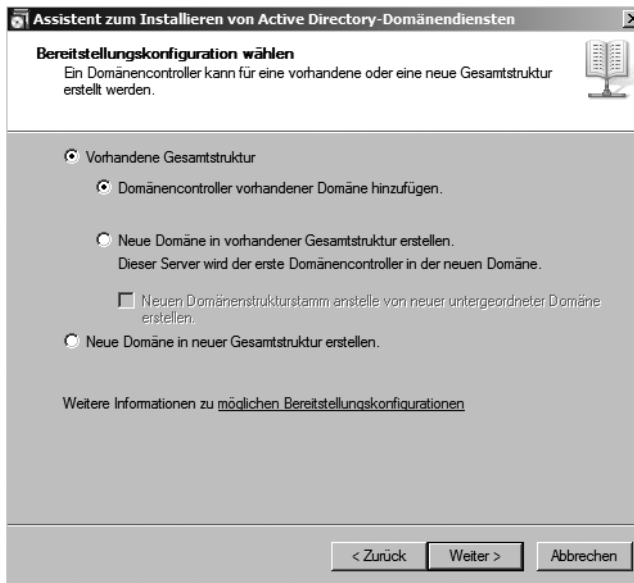 Assistent zum Installieren von Active Directory-Domänendiensten
Bereitstellungskonfiguration wählen
Ein Domänencontroller kann für eine vorhandene oder eine neue Gesamtstruktur
erstellt werden.
Vorhandene Gesamtstruktur
Domänencontroller vorhandener Domäne hinzufügen.
Neue Domäne in vorhandener Gesamtstruktur erstellen.
Dieser Server wird der erste Domänencontroller in der neuen Domäne.
Neuen Domänenstrukturstamm anstelle von neuer untergeordneter Domäne
erstellen.
Neue Domäne in neuer Gesamtstruktur erstellen.
Weitere Informationen zu möglichen Bereitstellungskonfigurationen
< Zurück Weiter > Abbrechen